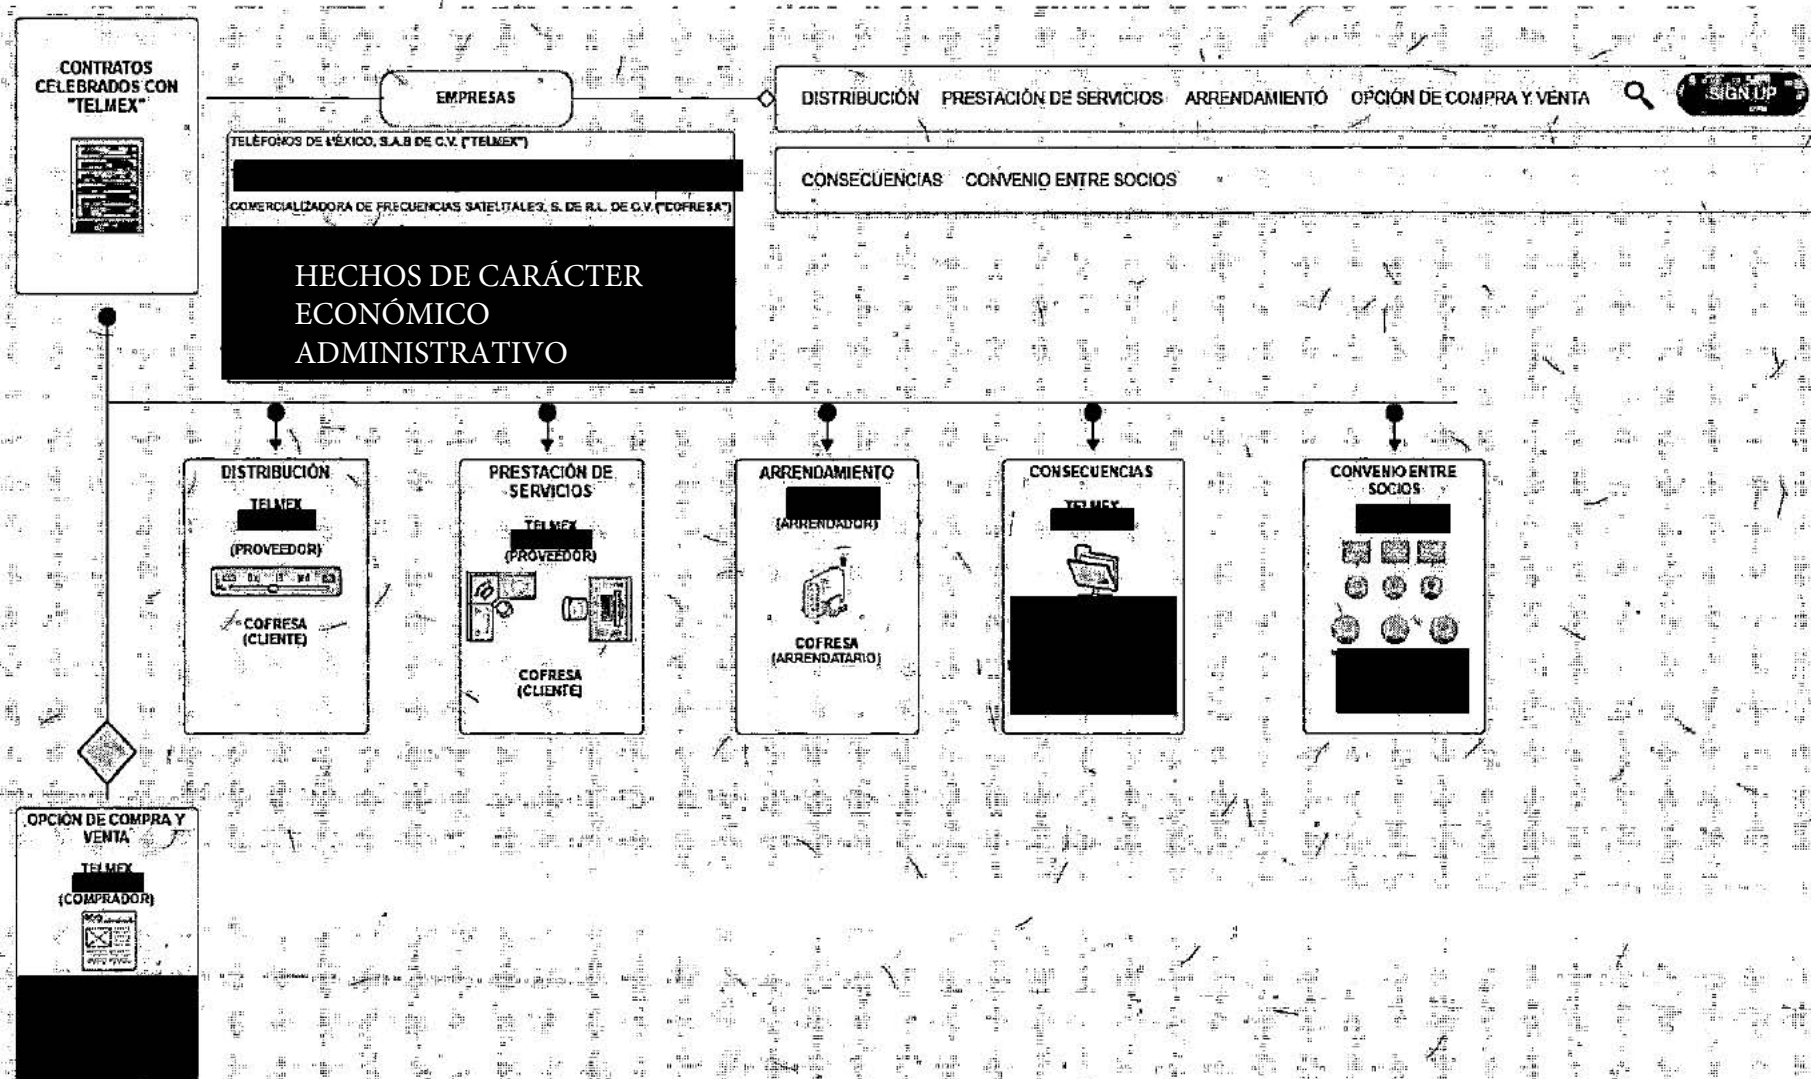 CONTRATOS
CELEBRADOS CON
"TELMEX"
EMPRESAS
TELÉFONOS DE MÉXICO, S.A.B DE C.V. ("TELMEX")
COMERCIALIZADORA DE FRECUENCIAS SATELITALES, S. DE R.L. DE C.V. ("COFRESA")
HECHOS DE CARÁCTER
ECONÓMICO
ADMINISTRATIVO
DISTRIBUCIÓN PRESTACIÓN DE SERVICIOS ARRENDAMIENTO OPCIÓN DE COMPRA Y VENTA SIGN UP
CONSECUENCIAS CONVENIO ENTRE SOCIOS
DISTRIBUCIÓN
TELMEX
(PROVEEDOR)
COFRESA
(CLIENTE)
PRESTACIÓN DE
SERVICIOS
TELMEX
(PROVEEDOR)
COFRESA
(CLIENTE)
ARRENDAMIENTO
(ARRENDADOR)
COFRESA
(ARRENDATARIO)
CONSECUENCIAS
TELMEX
CONVENIO ENTRE
SOCIOS
OPCIÓN DE COMPRA Y
VENTA
TELMEX
(COMPRADOR)